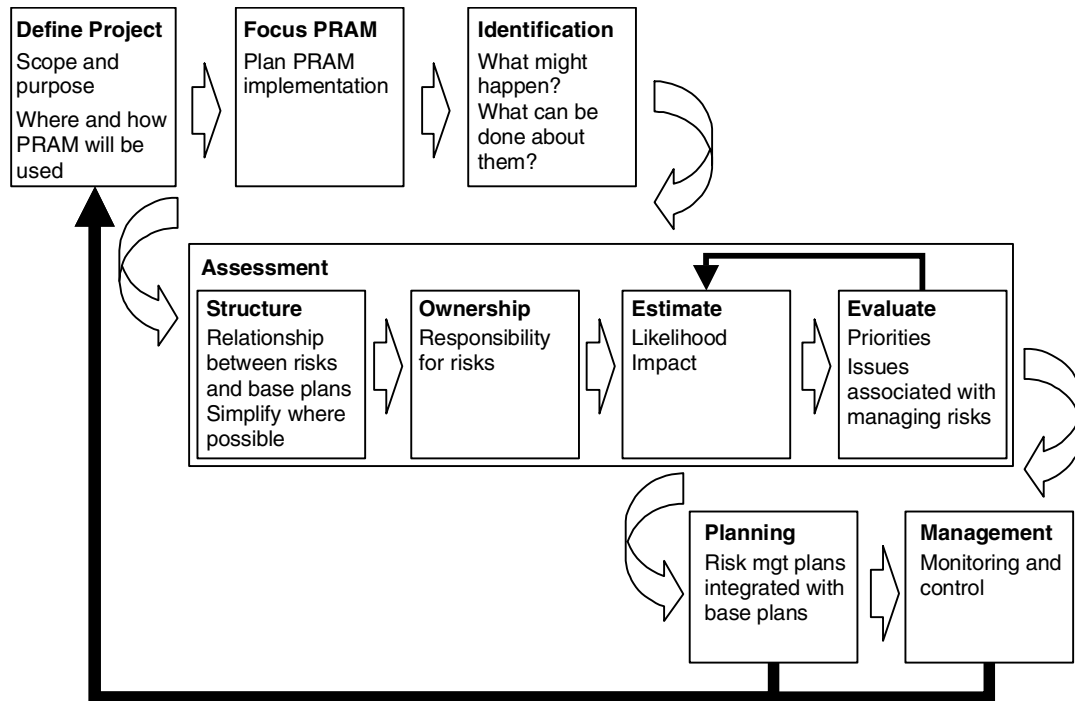 Define Project
Scope and
purpose
Where and how
PRAM will be
used
Focus PRAM
Plan PRAM
implementation
Identification
What might
happen?
What can be
done about
them?
Assessment
Structure
Relationship
between risks
and base plans
Simplify where
possible
Ownership
Responsibility
for risks
Estimate
Likelihood
Impact
Evaluate
Priorities
Issues
associated with
managing risks
Planning
Risk mgt plans
integrated with
base plans
Management
Monitoring and
control